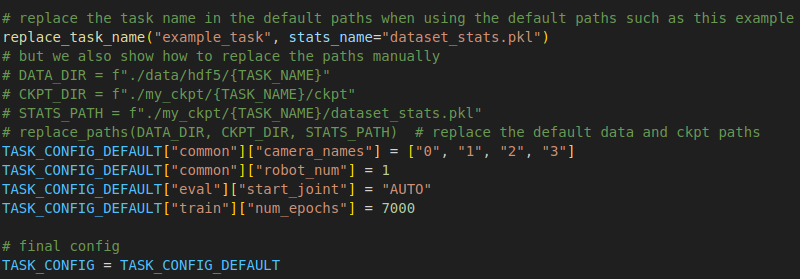 # replace the task name in the default paths when using the default paths such as this example
replace_task_name("example_task", stats_name="dataset_stats.pkl")
# but we also show how to replace the paths manually
# DATA_DIR = f"./data/hdf5/{TASK_NAME}"
# CKPT_DIR = f"./my_ckpt/{TASK_NAME}/ckpt"
# STATS_PATH = f"./my_ckpt/{TASK_NAME}/dataset_stats.pkl"
# replace_paths(DATA_DIR, CKPT_DIR, STATS_PATH)  # replace the default data and ckpt paths
TASK_CONFIG_DEFAULT["common"]["camera_names"] = ["0", "1", "2", "3"]
TASK_CONFIG_DEFAULT["common"]["robot_num"] = 1
TASK_CONFIG_DEFAULT["eval"]["start_joint"] = "AUTO"
TASK_CONFIG_DEFAULT["train"]["num_epochs"] = 7000
# final config
TASK_CONFIG = TASK_CONFIG_DEFAULT